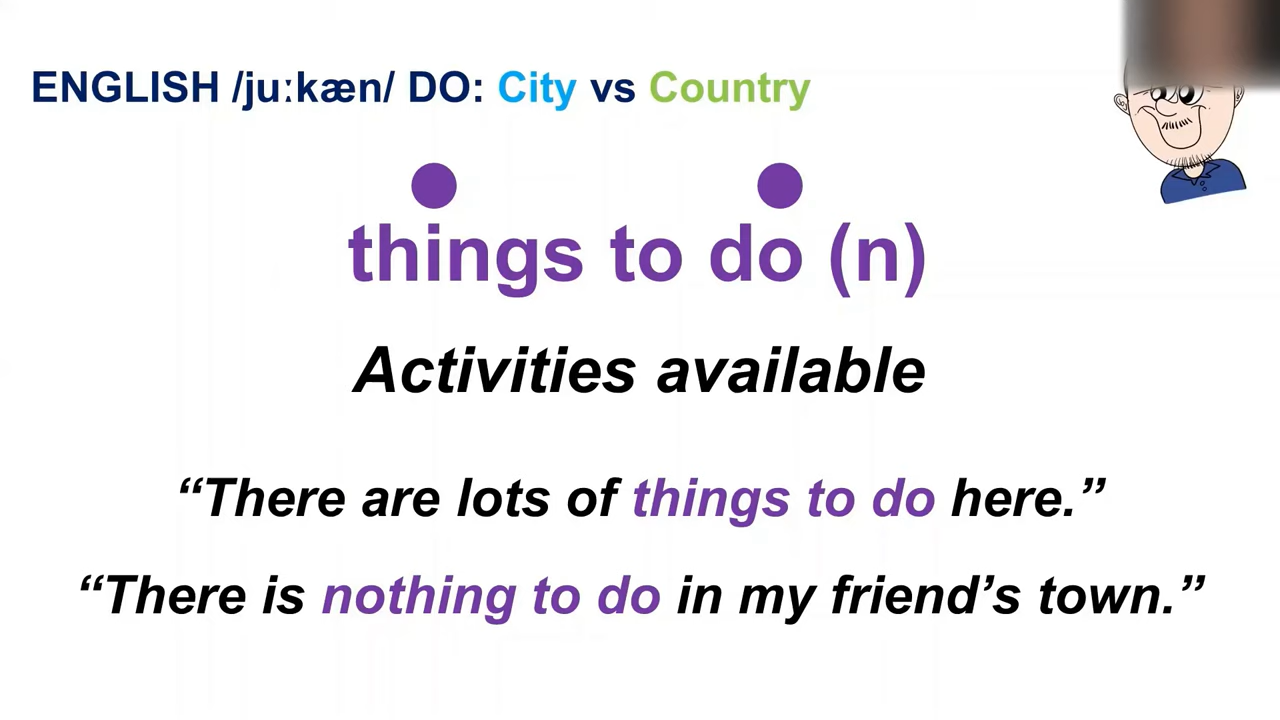 ENGLISH /juːkæn/ DO: City vs Country
things to do (n)
Activities available
“There are lots of things to do here.”
“There is nothing to do in my friend’s town.”